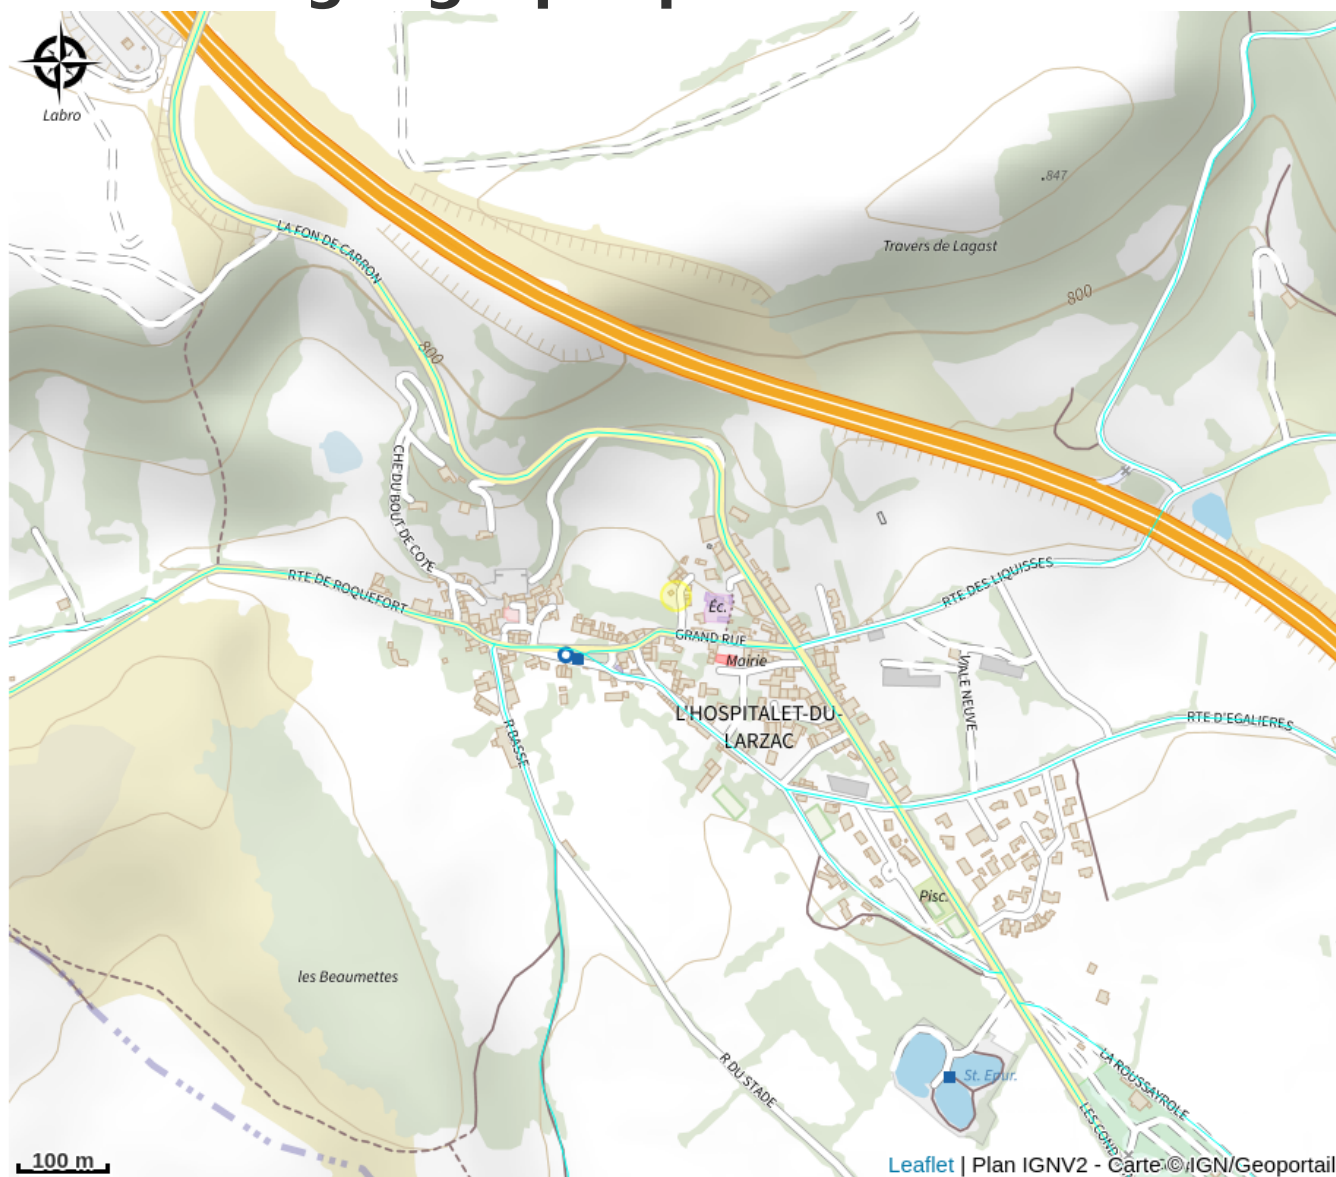 Labro
LA FON DE CARRON
847
Travers de Lagast
800
800
CHE DU BOUT DE COTE
RTE DE ROQUEFORT
RTE DES LIQUISSES
Éc.
GRAND RUE
Mairie
VIALE NEUVE
L'HOSPITALET-DU-
LARZAC
R BASSE
RTE D'EGALIERES
Pisc.
les Beaumettes
R DU STADE
St. Epur.
LA ROUSSAYROLE
LES COND
100 m
Leaflet | Plan IGNV2 - Carte © IGN/Geoportail